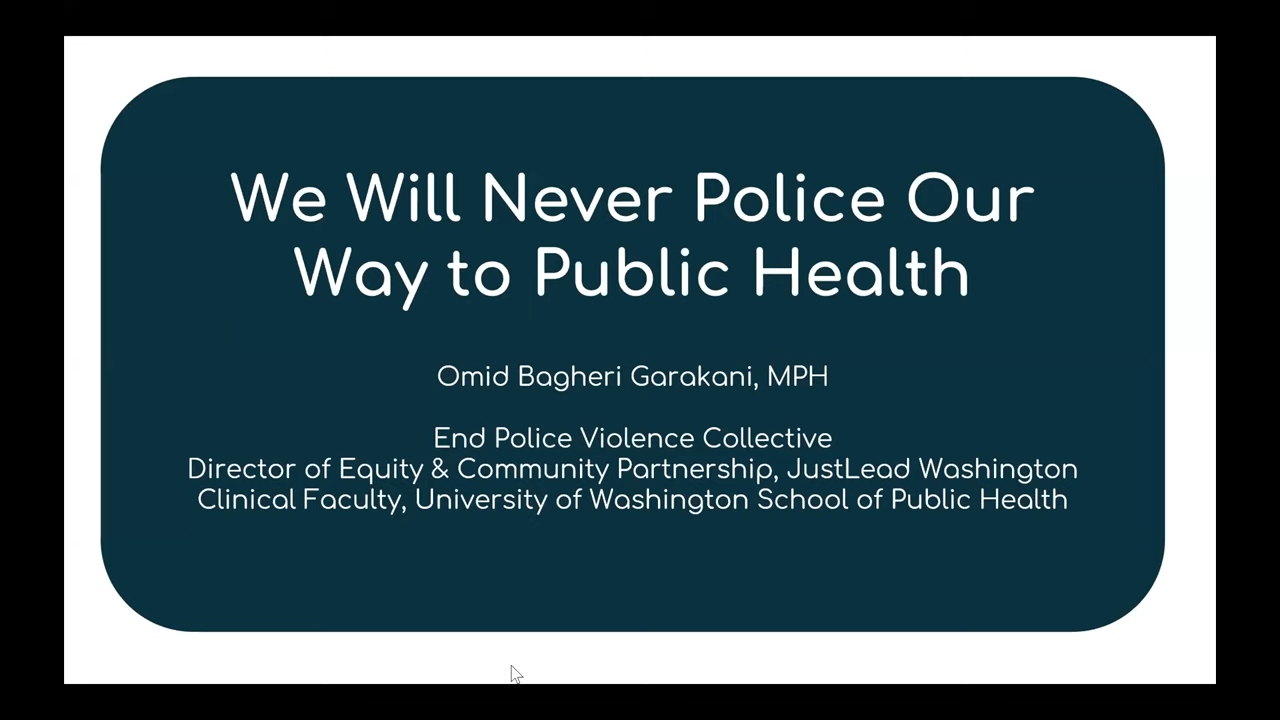 We Will Never Police Our
Way to Public Health
Omid Bagheri Garakani, MPH
End Police Violence Collective
Director of Equity & Community Partnership, JustLead Washington
Clinical Faculty, University of Washington School of Public Health